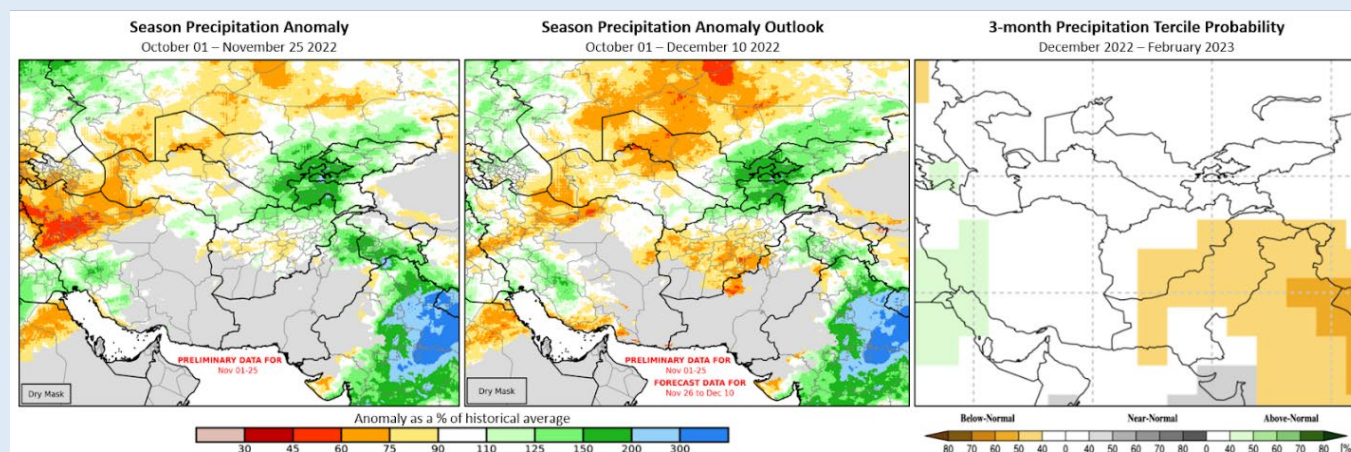 Season Precipitation Anomaly
October 01 – November 25 2022
Season Precipitation Anomaly Outlook
October 01 – December 10 2022
3-month Precipitation Tercile Probability
December 2022 – February 2023
PRELIMINARY DATA FOR
Nov 01-25
Dry Mask
PRELIMINARY DATA FOR
Nov 01-25
FORECAST DATA FOR
Nov 26 to Dec 10
Dry Mask
Anomaly as a % of historical average
30 45 60 75 90 110 125 150 200 300
Below-Normal Near-Normal Above-Normal
80 70 60 50 40 0 40 50 60 70 80 0 40 50 60 70 80 [%